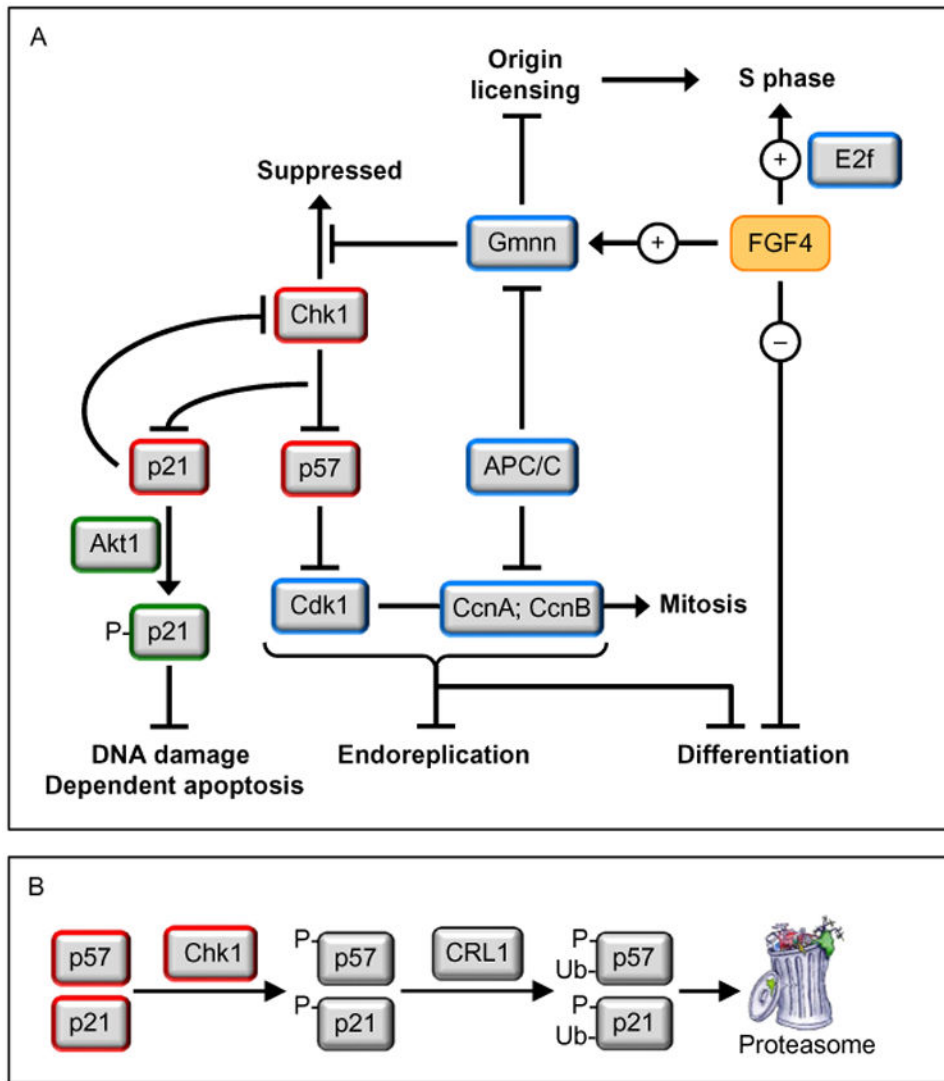 A
Origin
licensing
S phase
+
E2f
Suppressed
Gmnn
+
FGF4
Chk1
–
p21
p57
APC/C
Akt1
Cdk1
CcnA; CcnB
Mitosis
P-
p21
DNA damage
Dependent apoptosis
Endoreplication
Differentiation
B
p57
Chk1
P-
p57
CRL1
P-
Ub-
p57
p21
P-
p21
P-
Ub-
p21
Proteasome